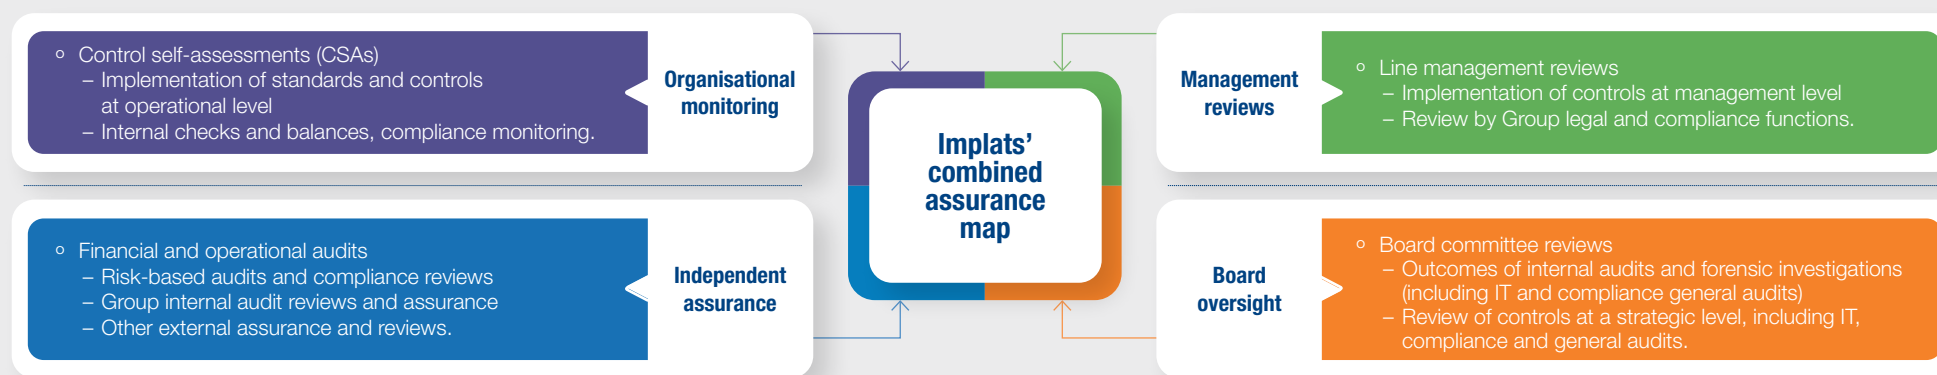 o Control self-assessments (CSAs)
– Implementation of standards and controls
at operational level
– Internal checks and balances, compliance monitoring.
Organisational
monitoring
o Financial and operational audits
– Risk-based audits and compliance reviews
– Group internal audit reviews and assurance
– Other external assurance and reviews.
Independent
assurance
Implats’
combined
assurance
map
Management
reviews
o Line management reviews
– Implementation of controls at management level
– Review by Group legal and compliance functions.
Board
oversight
o Board committee reviews
– Outcomes of internal audits and forensic investigations
(including IT and compliance general audits)
– Review of controls at a strategic level, including IT,
compliance and general audits.